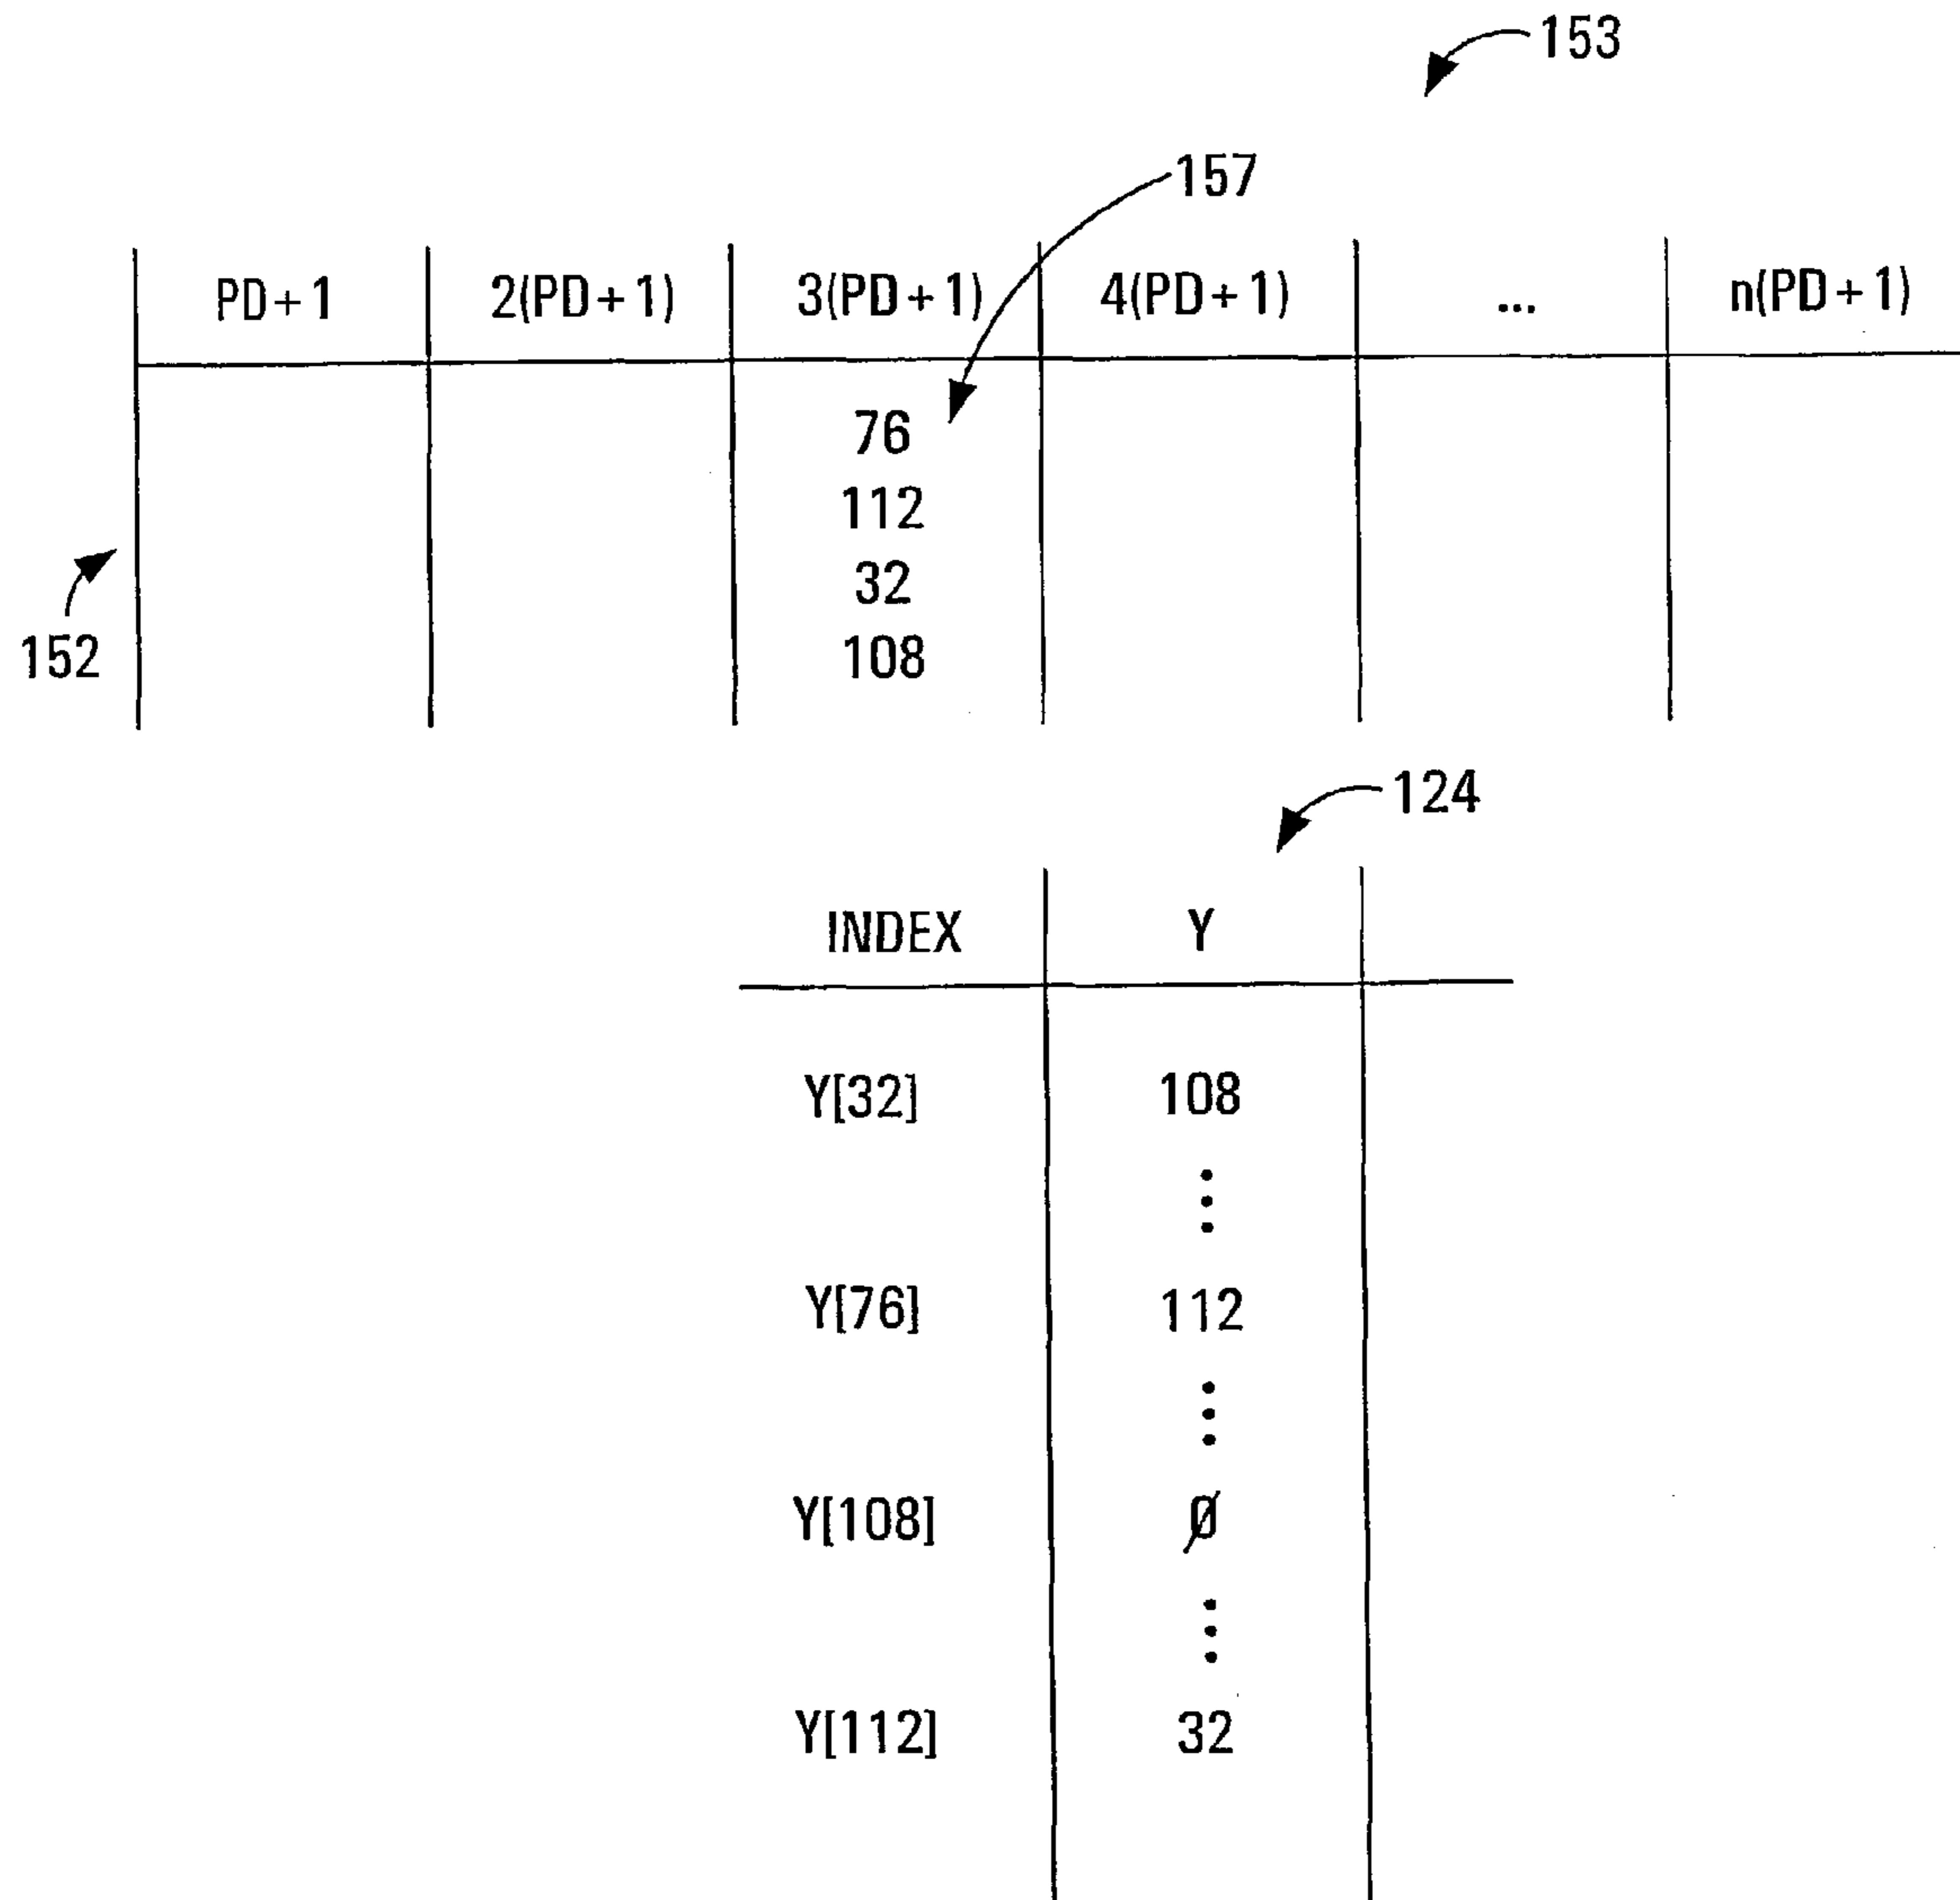 153
157
PD+1 2(PD+1) 3(PD+1) 4(PD+1) ... n(PD+1)
76
112
32
152
108
124
INDEX Y
Y[32] 108
⋮
Y[76] 112
⋮
Y[108] Ø
⋮
Y[112] 32